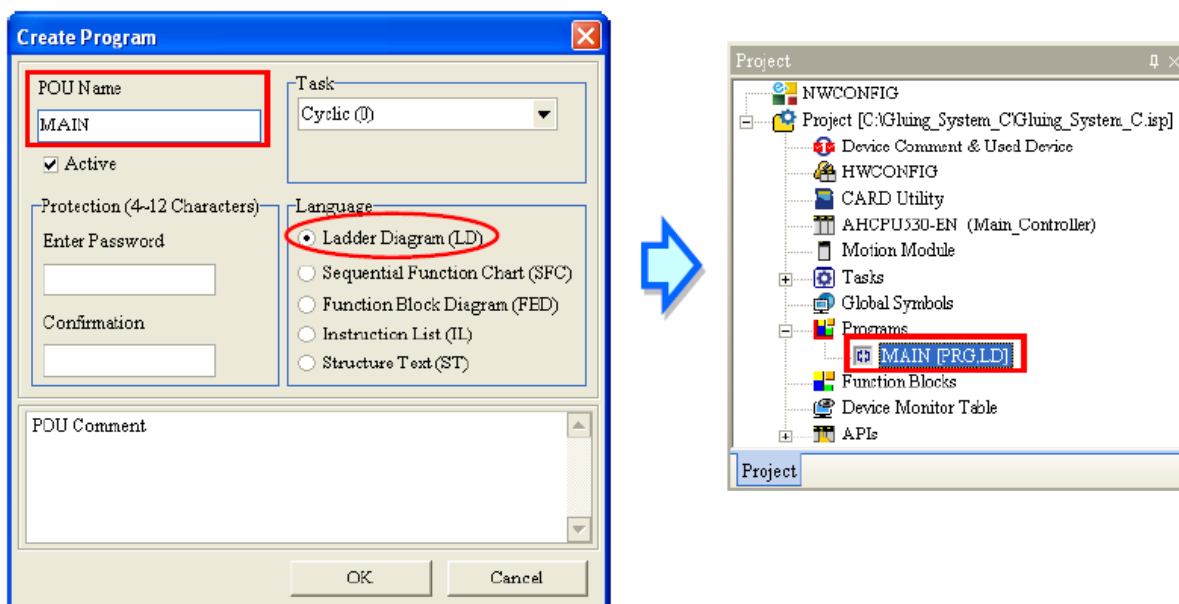 Create Program
POU Name
MAIN
Active
Task
Cyclic (0)
Protection (4~12 Characters)
Enter Password
Confirmation
Language
Ladder Diagram (LD)
Sequential Function Chart (SFC)
Function Block Diagram (FBD)
Instruction List (IL)
Structure Text (ST)
POU Comment
OK
Cancel
Project
NWCONFIG
Project [C:\Gluing_System_C\Gluing_System_C.isp]
Device Comment & Used Device
HWCONFIG
CARD Utility
AHCPU530-EN (Main_Controller)
Motion Module
Tasks
Global Symbols
Programs
MAIN [PRG,LD]
Function Blocks
Device Monitor Table
APIs
Project